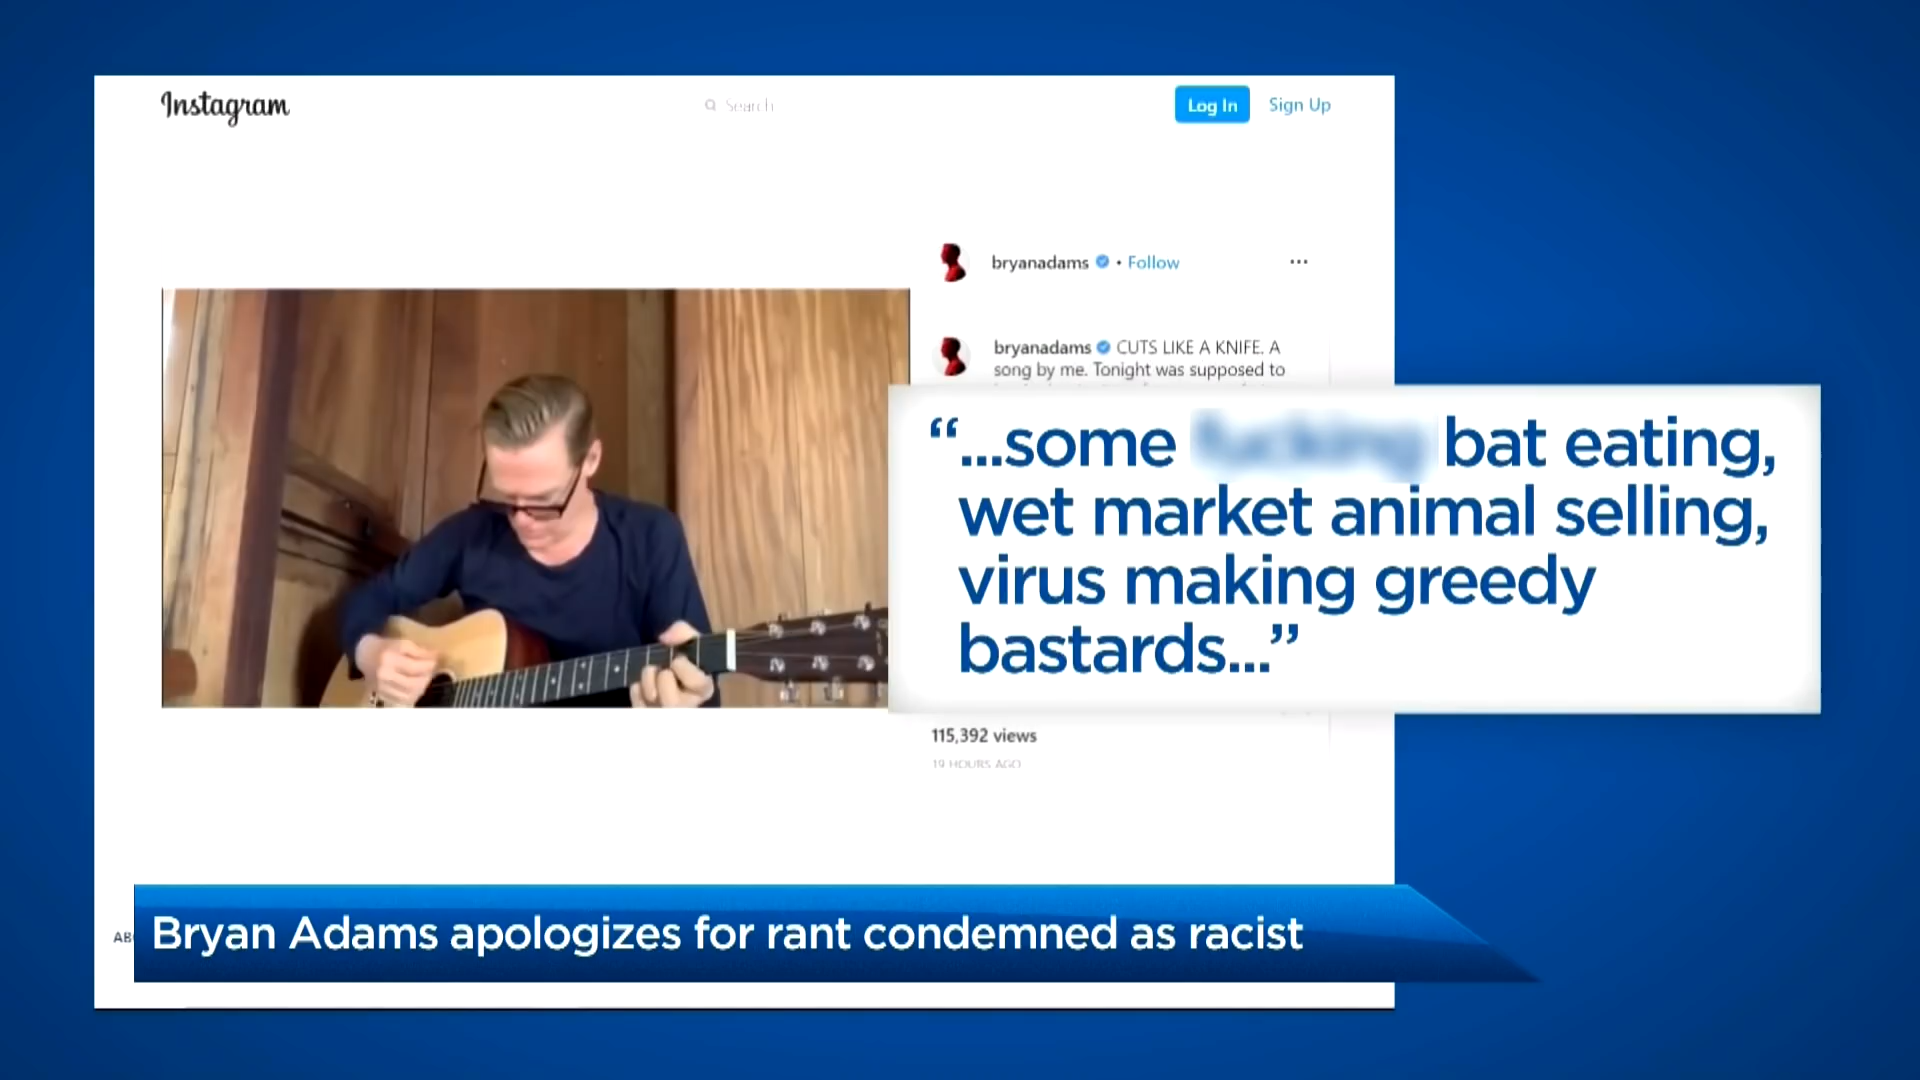 Instagram
Search
Log In
Sign Up
bryanadams • Follow
...
bryanadams CUTS LIKE A KNIFE. A
song by me. Tonight was supposed to
“...some bat eating,
wet market animal selling,
virus making greedy
bastards...”
115,392 views
19 HOURS AGO
AB
Bryan Adams apologizes for rant condemned as racist